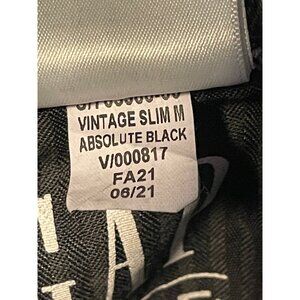 VINTAGE SLIM M
ABSOLUTE BLACK
V/000817
FA21
06/21